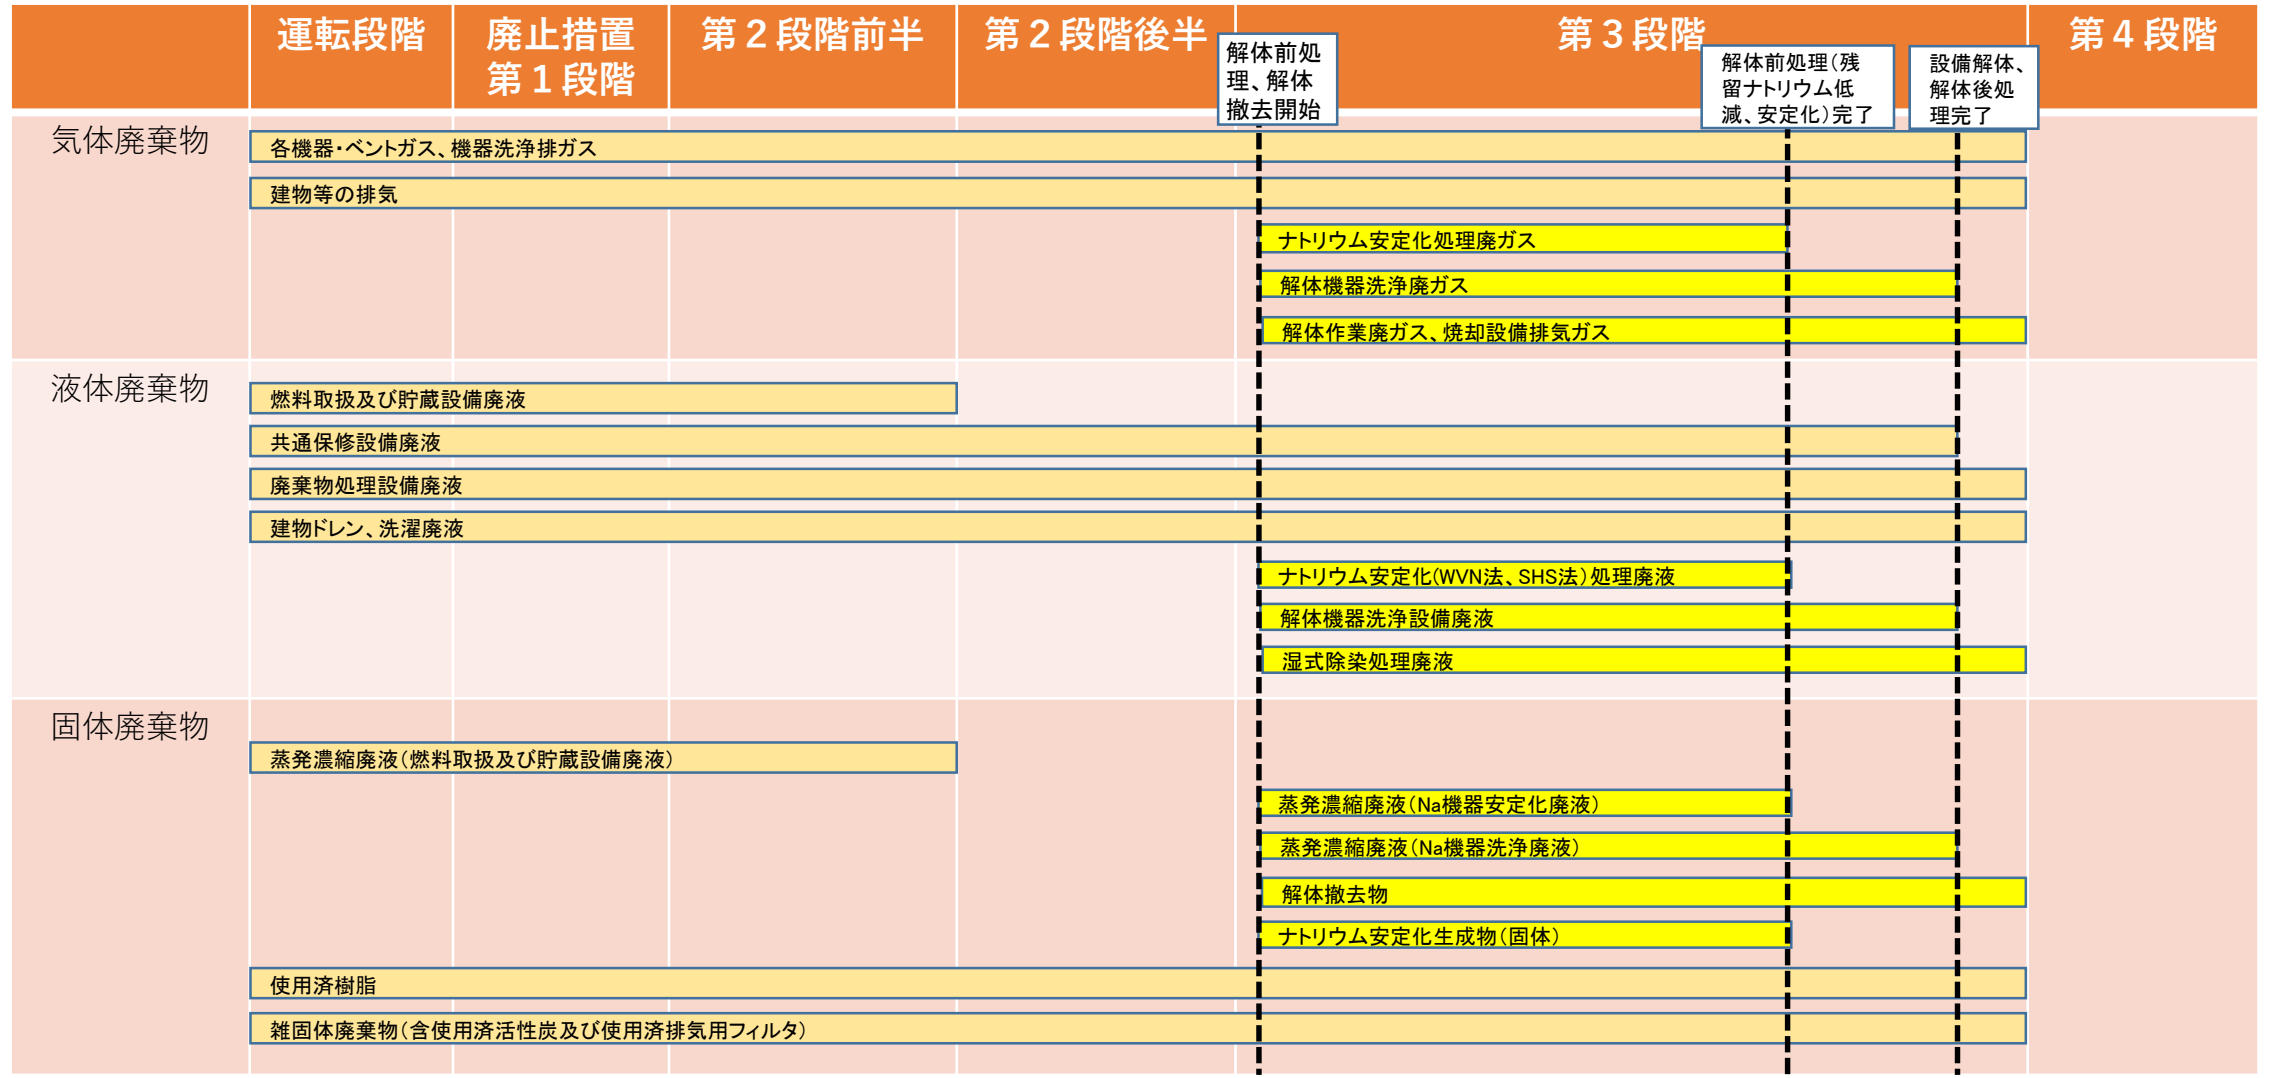 運転段階
廃止措置
第１段階
第２段階前半
第２段階後半
第３段階
第４段階
解体前処
理、解体
撤去開始
解体前処理（残
留ナトリウム低
減、安定化）完了
設備解体、
解体後処
理完了
気体廃棄物
各機器・ベントガス、機器洗浄排ガス
建物等の排気
ナトリウム安定化処理廃ガス
解体機器洗浄廃ガス
解体作業廃ガス、焼却設備排気ガス
液体廃棄物
燃料取扱及び貯蔵設備廃液
共通保修設備廃液
廃棄物処理設備廃液
建物ドレン、洗濯廃液
ナトリウム安定化(WVN法、SHS法）処理廃液
解体機器洗浄設備廃液
湿式除染処理廃液
固体廃棄物
蒸発濃縮廃液（燃料取扱及び貯蔵設備廃液）
蒸発濃縮廃液（Na機器安定化廃液）
蒸発濃縮廃液（Na機器洗浄廃液）
解体撤去物
ナトリウム安定化生成物（固体）
使用済樹脂
雑固体廃棄物（含使用済活性炭及び使用済排気用フィルタ）